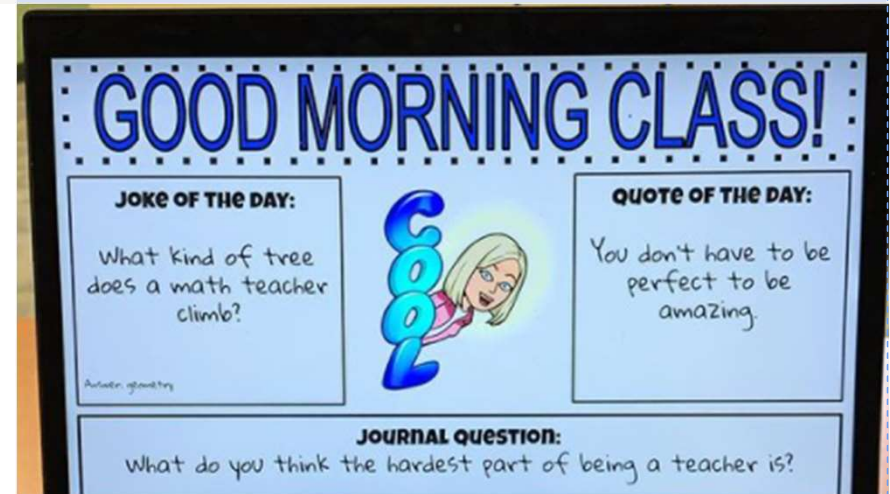 GOOD MORNING CLASS!
JOKE OF THE DAY:
What kind of tree
does a math teacher
climb?
Answer: geometry
COOL
QUOTE OF THE DAY:
You don't have to be
perfect to be
amazing.
JOURNAL QUESTION:
What do you think the hardest part of being a teacher is?